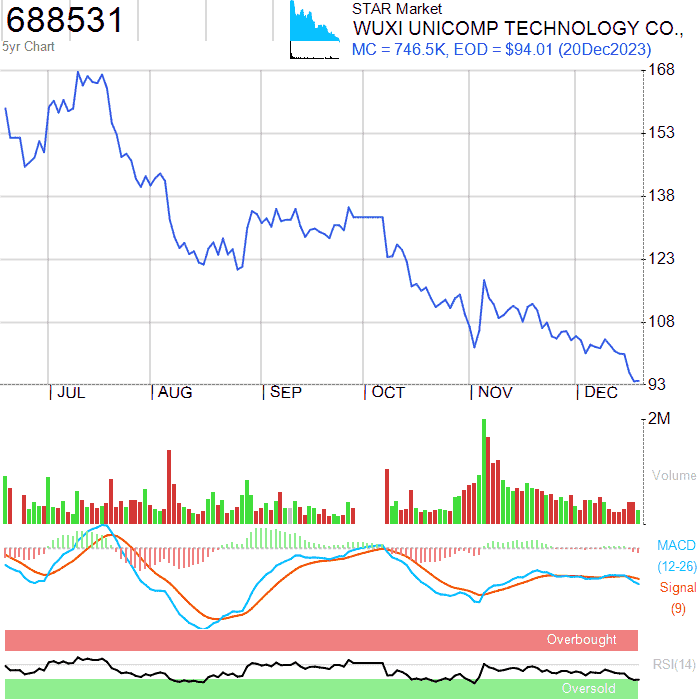 688531
5yr Chart
STAR Market
WUXI UNICOMP TECHNOLOGY CO.,
MC = 746.5K, EOD = $94.01 (20Dec2023)
168
153
138
123
108
93
JUL
AUG
SEP
OCT
NOV
DEC
2M
Volume
MACD
(12-26)
Signal
(9)
Overbought
RSI(14)
Oversold